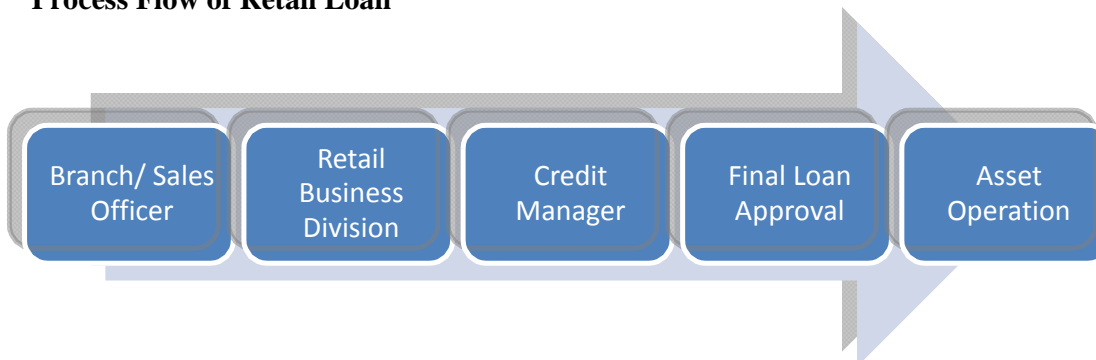 Process Flow of Retail Loan
Branch/ Sales
Officer
Retail
Business
Division
Credit
Manager
Final Loan
Approval
Asset
Operation